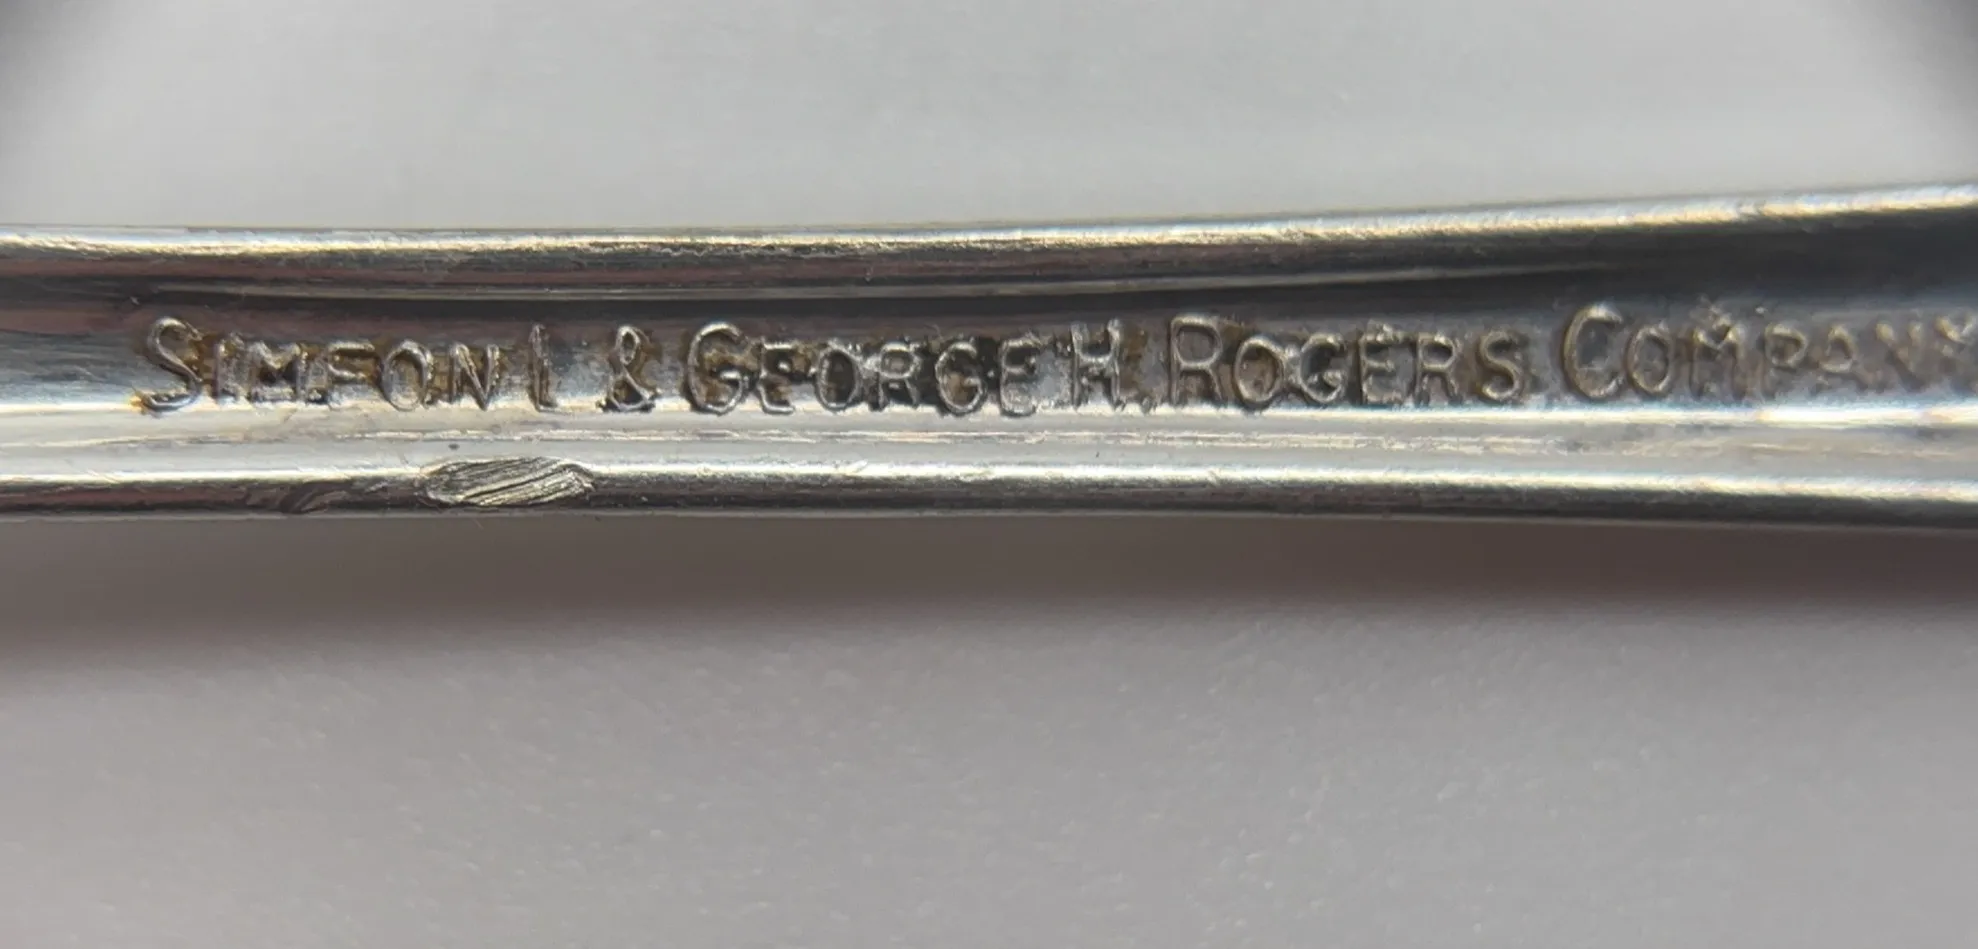 SIMEON L & GEORGE H. ROGERS COMPANY